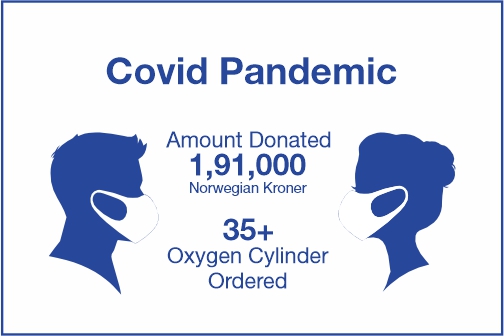 Covid Pandemic
Amount Donated
1,91,000
Norwegian Kroner
35+
Oxygen Cylinder
Ordered